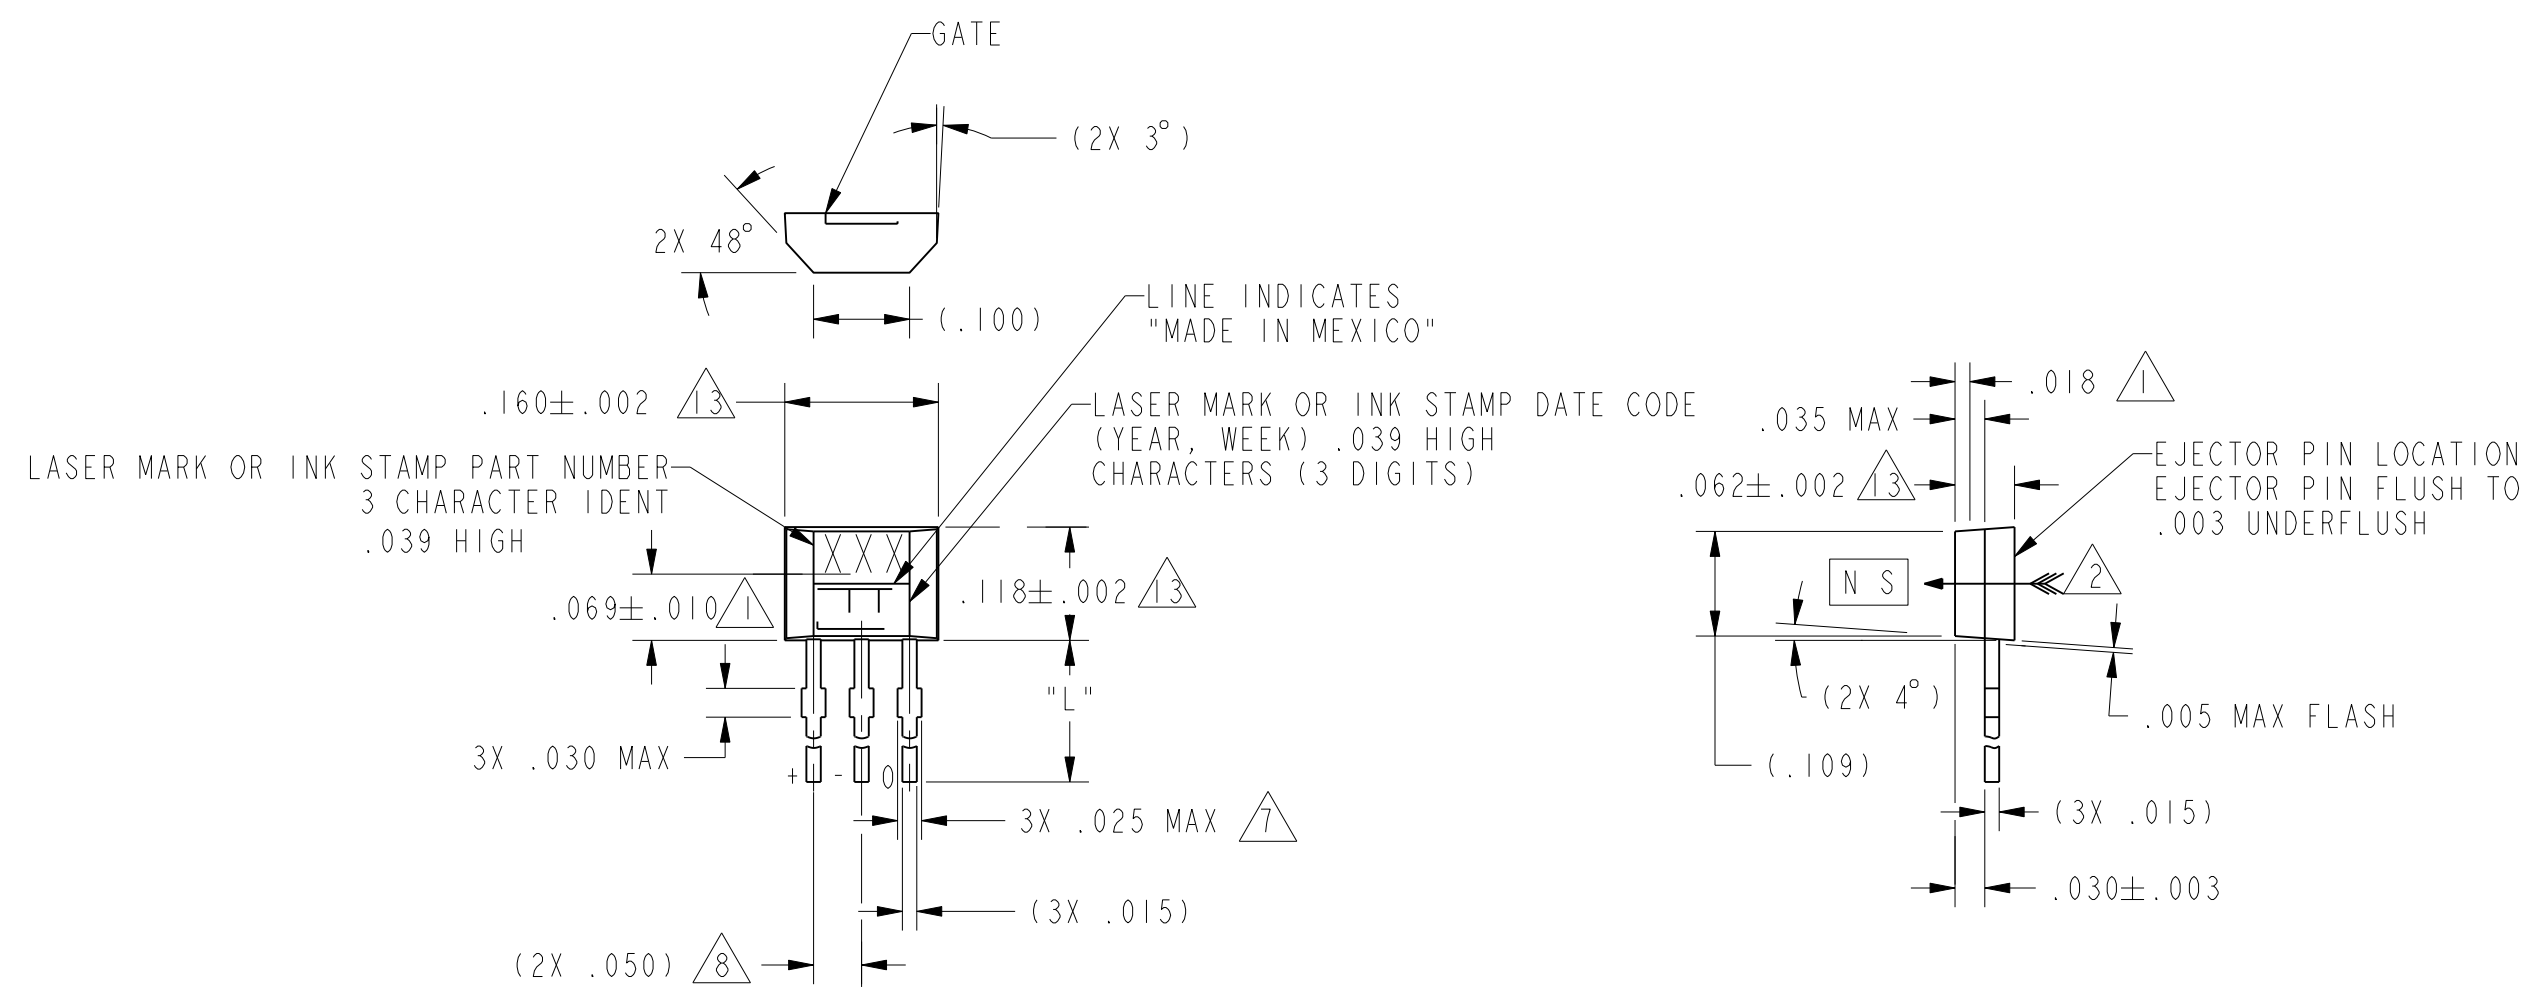 GATE
(2X 3°)
2X 48°
(.100)
LINE INDICATES
"MADE IN MEXICO"
.160±.002 13
LASER MARK OR INK STAMP DATE CODE
(YEAR, WEEK) .039 HIGH
CHARACTERS (3 DIGITS)
LASER MARK OR INK STAMP PART NUMBER
3 CHARACTER IDENT
.039 HIGH
XXX
.069±.010 1
.118±.002 13
"L"
3X .030 MAX
+ - 0
3X .025 MAX 7
(3X .015)
(2X .050) 8
.018 1
.035 MAX
.062±.002 13
EJECTOR PIN LOCATION
EJECTOR PIN FLUSH TO
.003 UNDERFLUSH
N S
2
(2X 4°)
.005 MAX FLASH
(.109)
(3X .015)
.030±.003